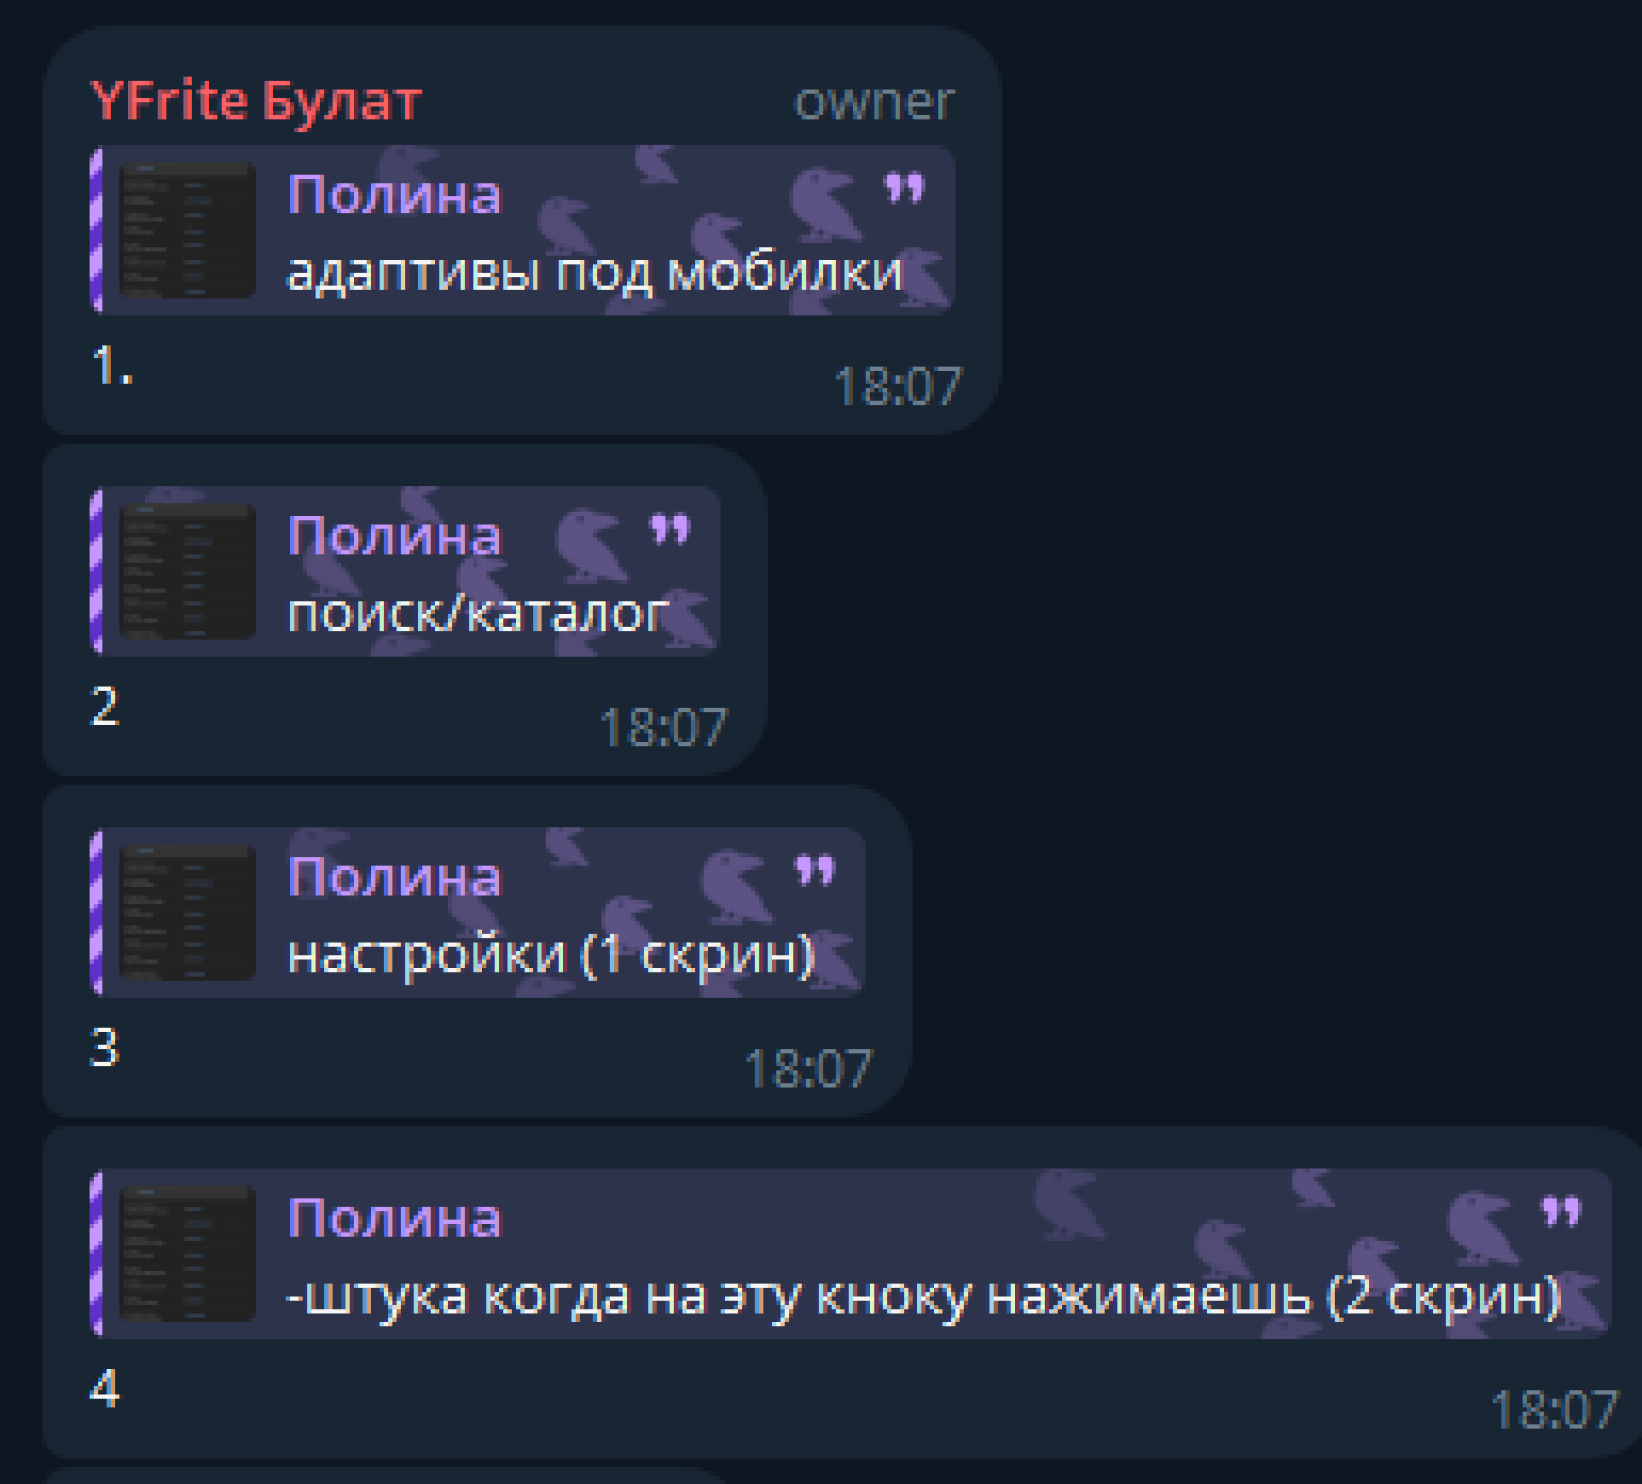 YFrite Булат owner
Полина
адаптивы под мобилки
1.
18:07
Полина
поиск/каталог
2
18:07
Полина
настройки (1 скрин)
3
18:07
Полина
-штука когда на эту кноку нажимаешь (2 скрин)
4
18:07